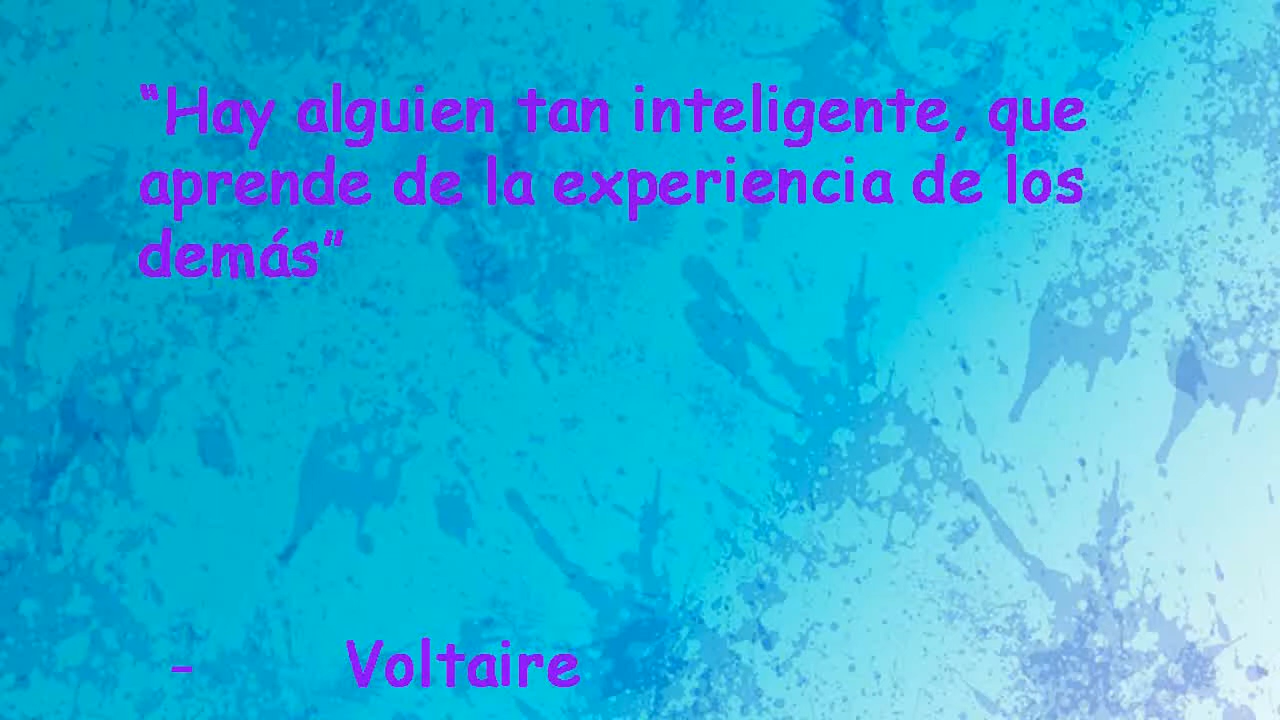 “Hay alguien tan inteligente, que
aprende de la experiencia de los
demás”
- Voltaire